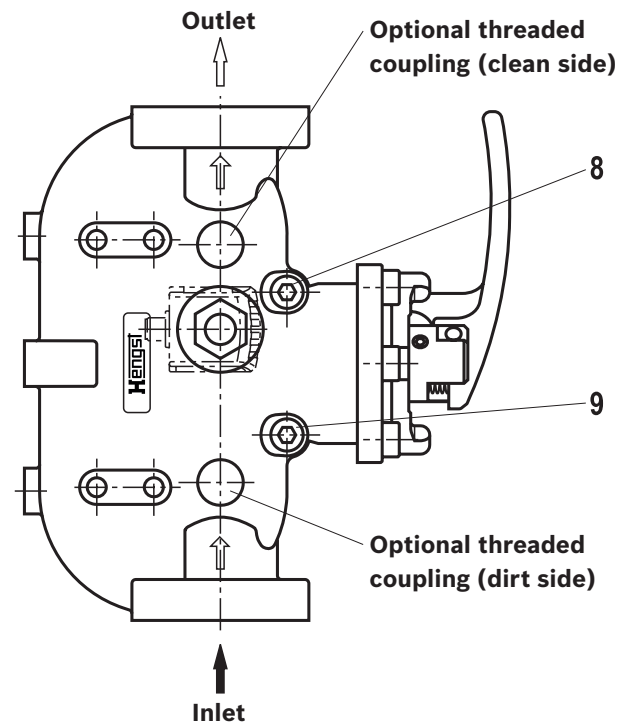 Outlet
Optional threaded
coupling (clean side)
8
Hengst
9
Optional threaded
coupling (dirt side)
Inlet